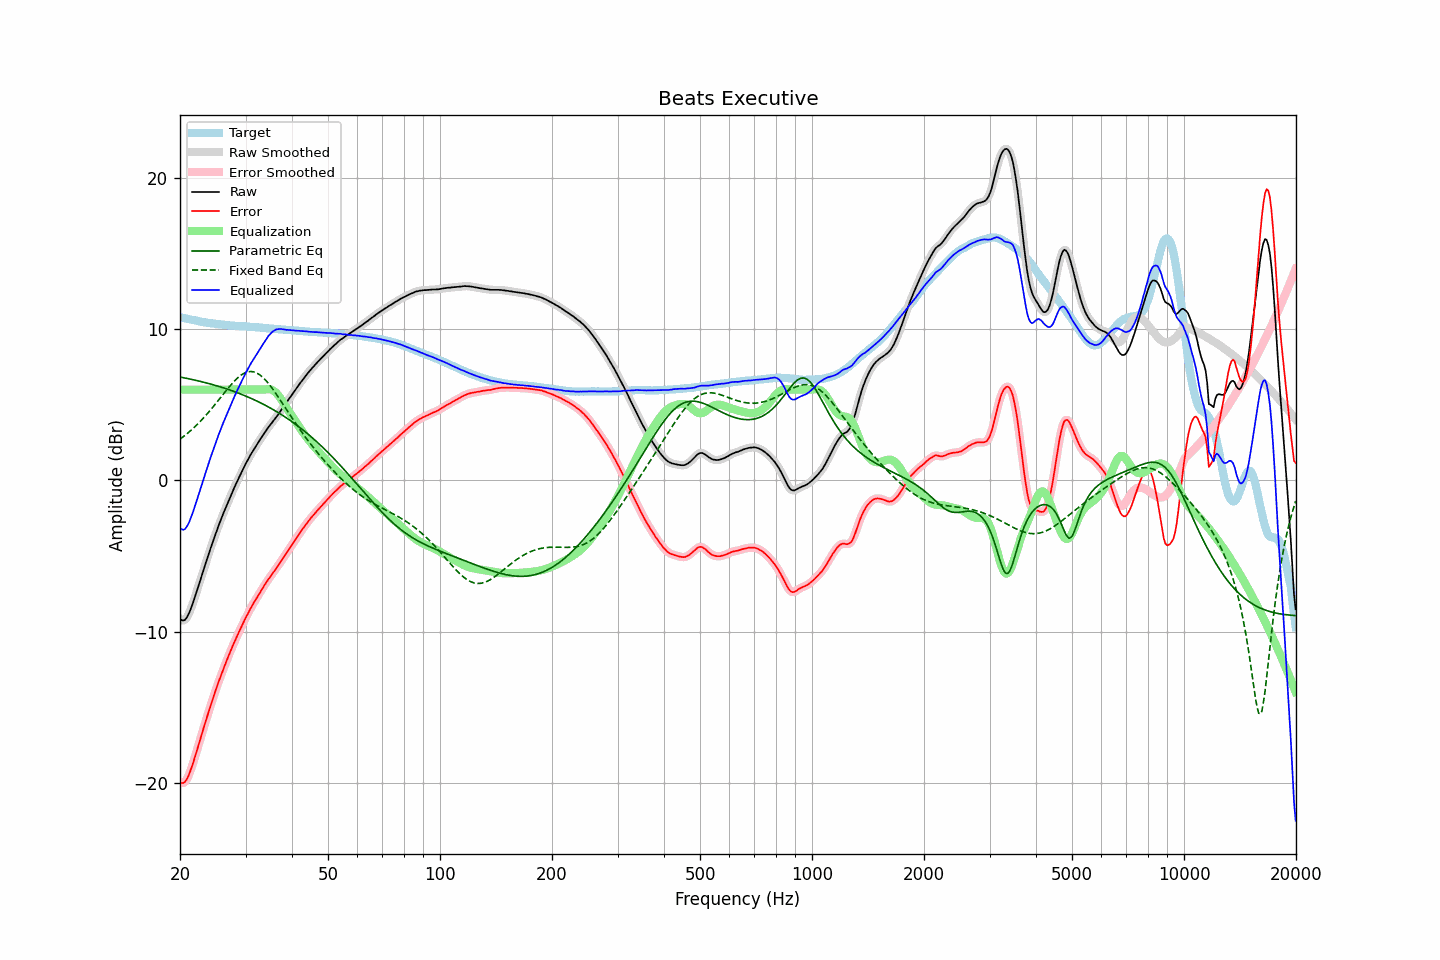 Beats Executive
Target
Raw Smoothed
Error Smoothed
Raw
Error
Equalization
Parametric Eq
Fixed Band Eq
Equalized
Amplitude (dBr)
20
10
0
−10
−20
20 50 100 200 500 1000 2000 5000 10000 20000
Frequency (Hz)